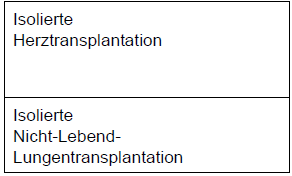 Isolierte
Herztransplantation
Isolierte
Nicht-Lebend-
Lungentransplantation